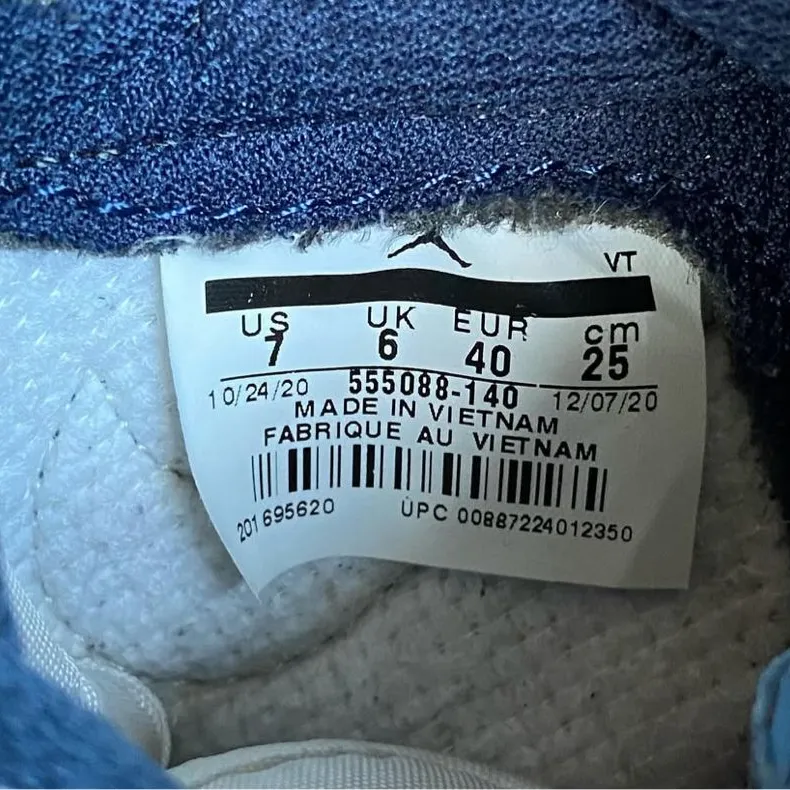 VT
US UK EUR cm
7 6 40 25
10/24/20 555088-140 12/07/20
MADE IN VIETNAM
FABRIQUE AU VIETNAM
201695620 UPC 00887224012350